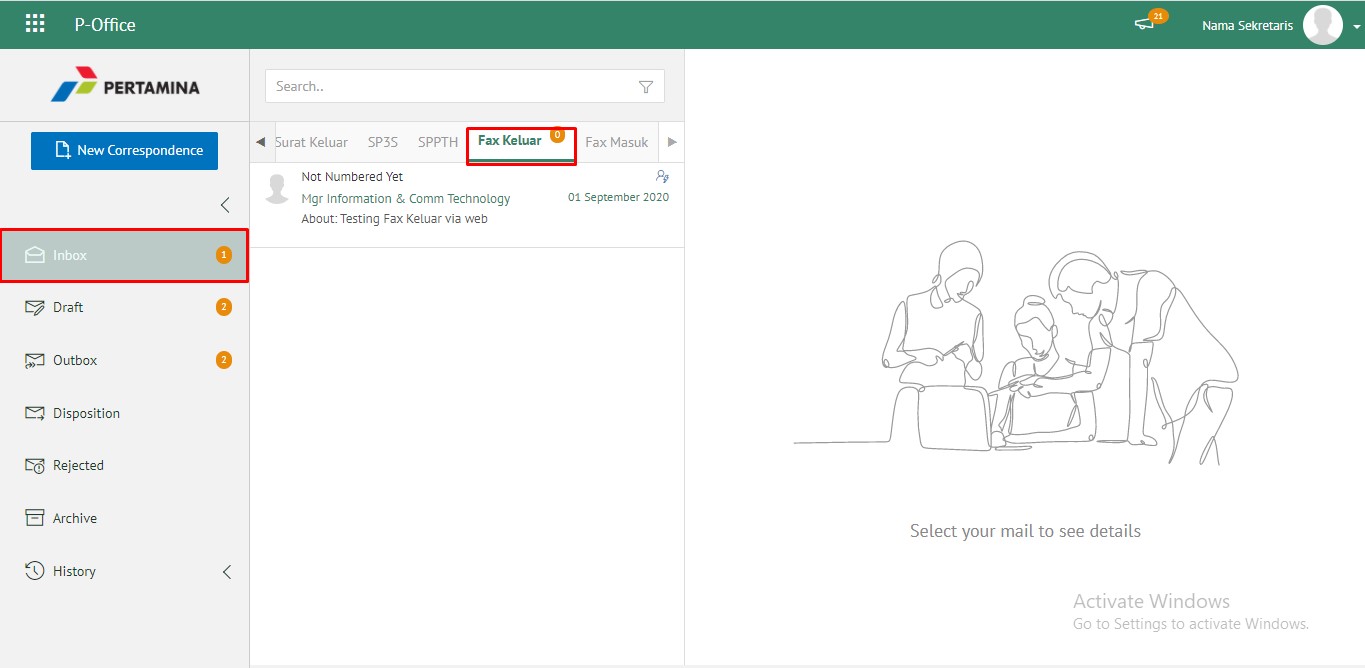 P-Office
21
Nama Sekretaris
PERTAMINA
New Correspondence
Inbox 1
Draft 2
Outbox 2
Disposition
Rejected
Archive
History
Search..
Surat Keluar SP3S SPPTH Fax Keluar 0 Fax Masuk
Not Numbered Yet
Mgr Information & Comm Technology 01 September 2020
About: Testing Fax Keluar via web
Select your mail to see details
Activate Windows
Go to Settings to activate Windows.